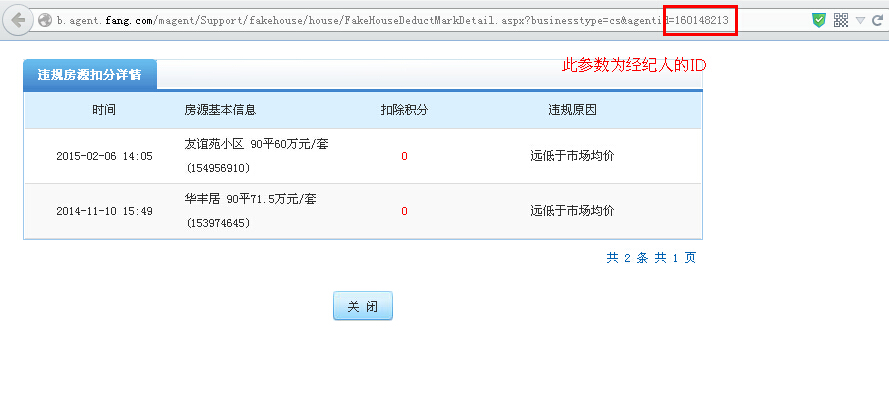 b.agent.fang.com/magent/Support/fakehouse/house/FakeHouseDeductMarkDetail.aspx?businesstype=cs&agentid=160148213
此参数为经纪人的ID
违规房源扣分详情
时间 房源基本信息 扣除积分 违规原因
2015-02-06 14:05 友谊苑小区 90平60万元/套 0 远低于市场均价
(154956910)
2014-11-10 15:49 华丰居 90平71.5万元/套 0 远低于市场均价
(153974645)
共 2 条 共 1 页
关 闭